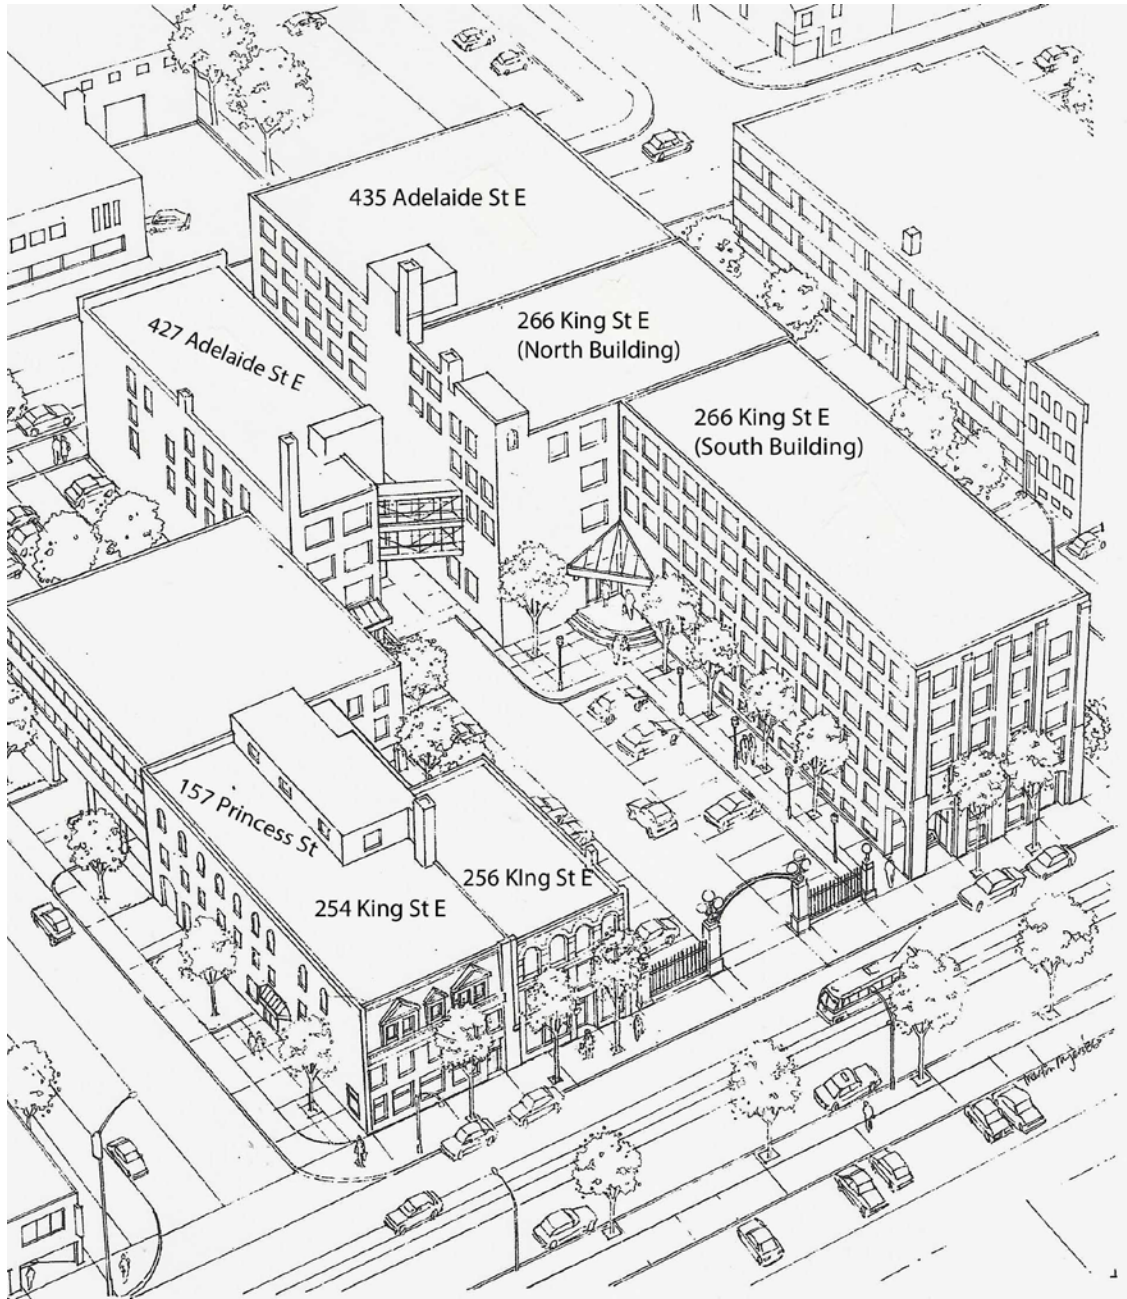 435 Adelaide St E
427 Adelaide St E
266 King St E
(North Building)
266 King St E
(South Building)
157 Princess St
256 KIng St E
254 King St E